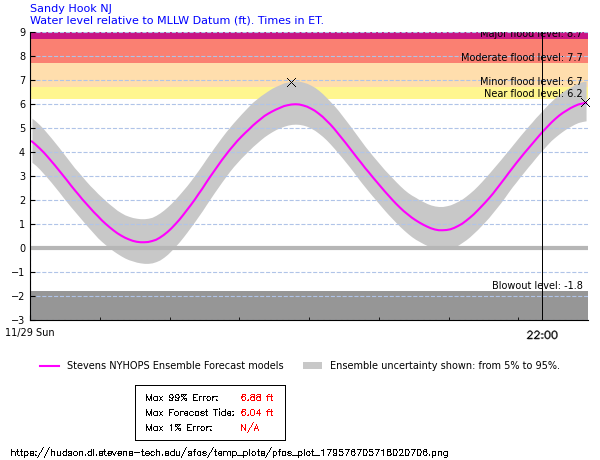 Sandy Hook NJ
Water level relative to MLLW Datum (ft). Times in ET.
9
Major flood level: 8.7
8
Moderate flood level: 7.7
7
Minor flood level: 6.7
Near flood level: 6.2
6
5
4
3
2
1
0
−1
Blowout level: -1.8
−2
−3
11/29 Sun
22:00
Stevens NYHOPS Ensemble Forecast models
Ensemble uncertainty shown: from 5% to 95%.
Max 99% Error: 6.88 ft
Max Forecast Tide: 6.04 ft
Max 1% Error: N/A
https://hudson.dl.stevens-tech.edu/sfas/temp_plots/pfas_plot_179576705718020706.png